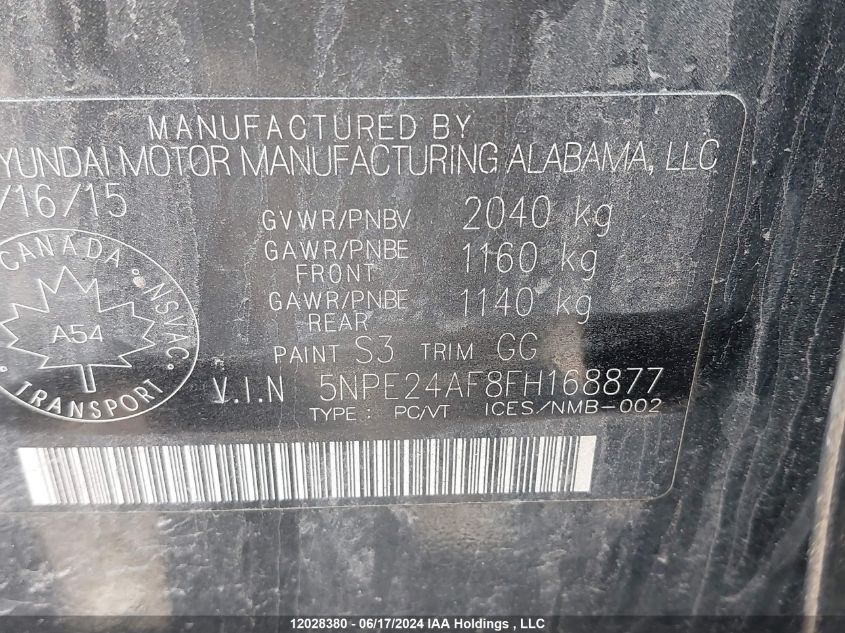 MANUFACTURED BY
YUNDAI MOTOR MANUFACTURING ALABAMA, LLC
/16/15
GVWR/PNBV 2040 kg
GAWR/PNBE FRONT 1160 kg
GAWR/PNBE REAR 1140 kg
CANADA NSVAC
A54
TRANSPORT
PAINT S3 TRIM GG
V.I.N 5NPE24AF8FH168877
TYPE : PC/VT ICES/NMB-002
12028380 - 06/17/2024 IAA Holdings , LLC